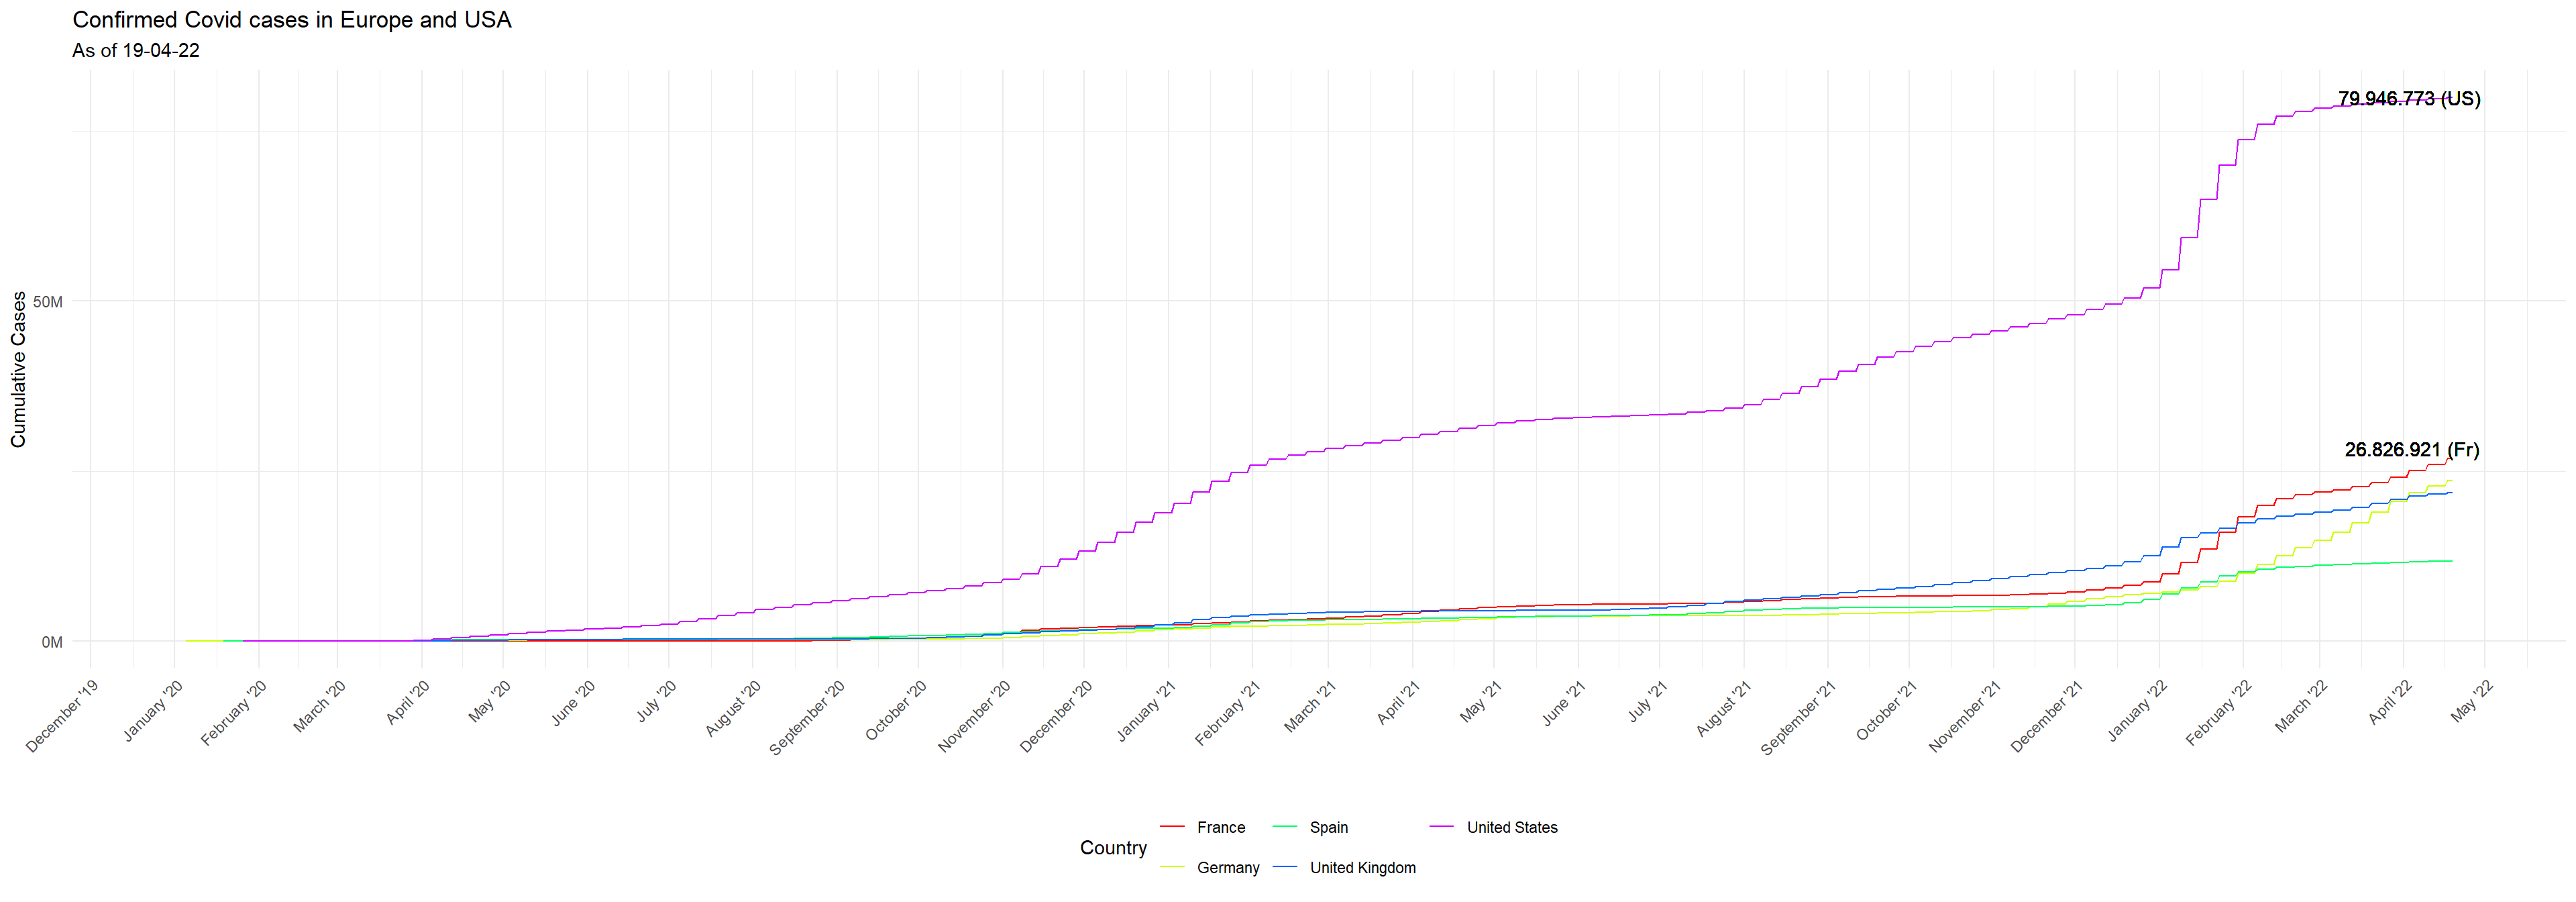 Confirmed Covid cases in Europe and USA
As of 19-04-22
79.946.773 (US)
50M
Cumulative Cases
26.826.921 (Fr)
0M
December '19
January '20
February '20
March '20
April '20
May '20
June '20
July '20
August '20
September '20
October '20
November '20
December '20
January '21
February '21
March '21
April '21
May '21
June '21
July '21
August '21
September '21
October '21
November '21
December '21
January '22
February '22
March '22
April '22
May '22
Country
France
Spain
United States
Germany
United Kingdom